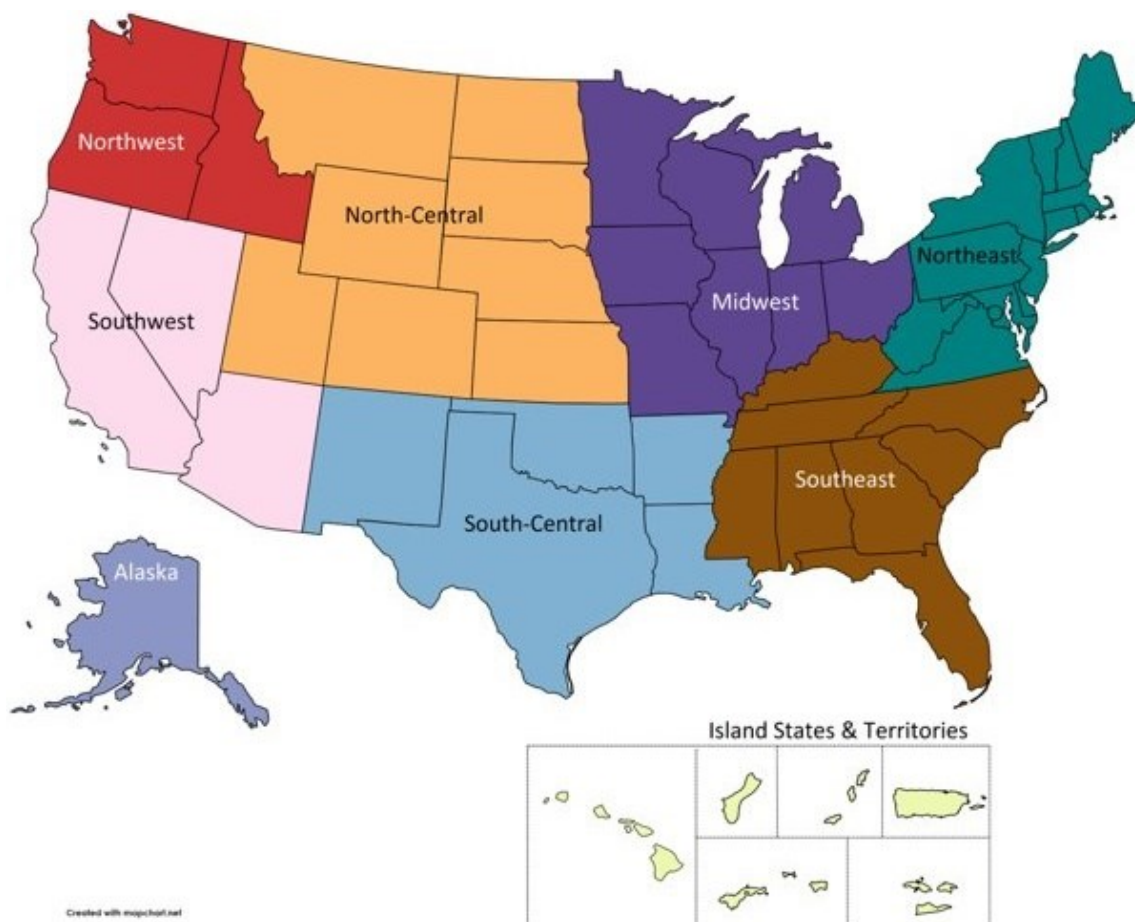 Northwest
North-Central
Northeast
Midwest
Southwest
Southeast
South-Central
Alaska
Island States & Territories
Created with mapchart.net